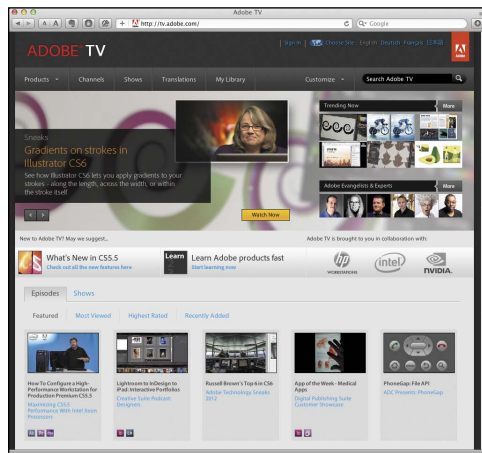 Adobe TV
http://tv.adobe.com/
Google
ADOBE® TV
Sign in
Choose Site: English Deutsch Français 日本語
Adobe
Products
Channels
Shows
Translations
My Library
Customize
Search Adobe TV
Trending Now
More
Sneaks
Gradients on strokes in
Illustrator CS6
See how Illustrator CS6 lets you apply gradients to your
strokes - along the length, across the width, or within
the stroke itself
Watch Now
Adobe Evangelists & Experts
More
New to Adobe TV? May we suggest...
Adobe TV is brought to you in collaboration with:
What's New in CS5.5
Check out all the new features here
Learn
Learn Adobe products fast
Start learning now
hp
WORKSTATIONS
intel
NVIDIA.
Episodes
Shows
Featured
Most Viewed
Highest Rated
Recently Added
How To Configure a High-
Performance Workstation for
Production Premium CS5.5
Maximizing CS5.5
Performance With Intel Xeon
Processors
Lightroom to InDesign to
iPad: Interactive Portfolios
Creative Suite Podcast:
Designers
Russell Brown's Top 6 in CS6
Adobe Technology Sneaks
2012
App of the Week - Medical
Apps
Digital Publishing Suite
Customer Showcase
PhoneGap: File API
ADC Presents: PhoneGap